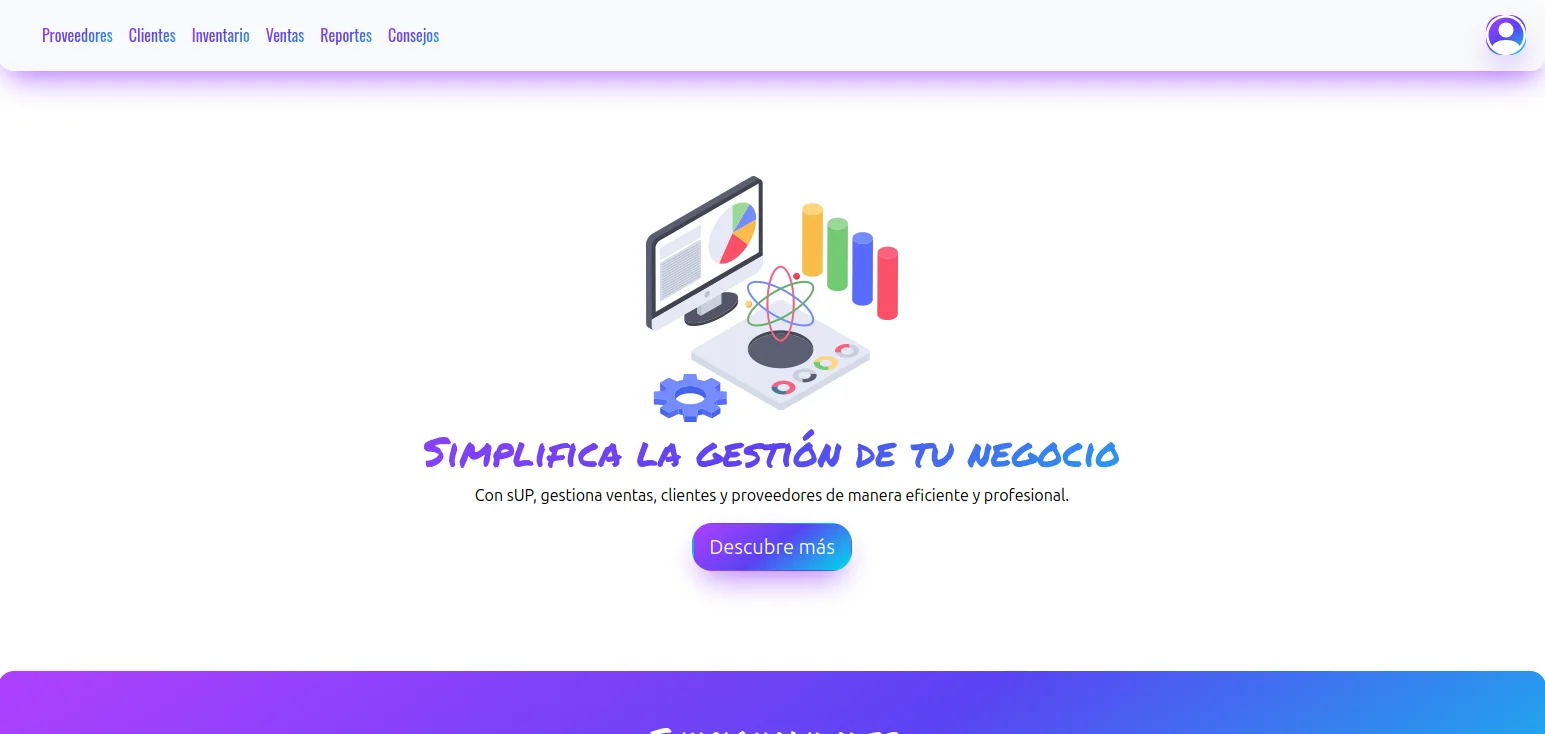 Proveedores Clientes Inventario Ventas Reportes Consejos
Simplifica la gestión de tu negocio
Con sUP, gestiona ventas, clientes y proveedores de manera eficiente y profesional.
Descubre más